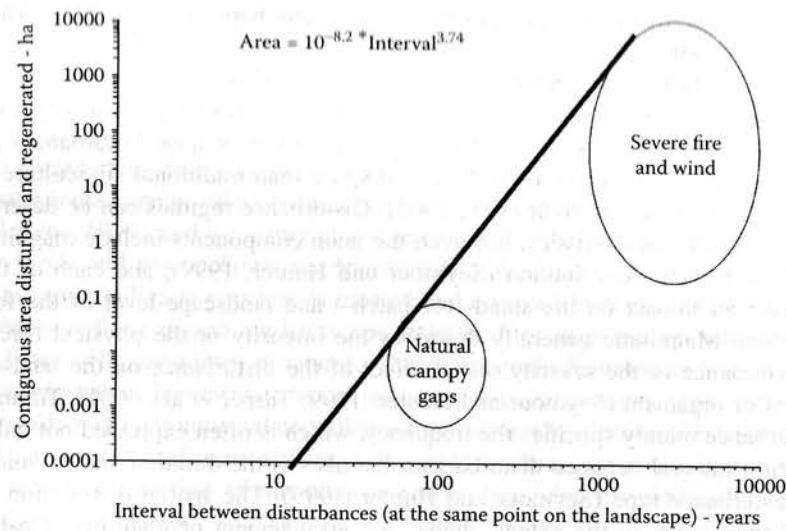 10000
Area = 10^-8.2 * Interval^3.74
1000
100
10
1
0.1
0.001
0.0001
Contiguous area disturbed and regenerated - ha
Severe fire
and wind
Natural
canopy
gaps
10
100
1000
10000
Interval between disturbances (at the same point on the landscape) - years